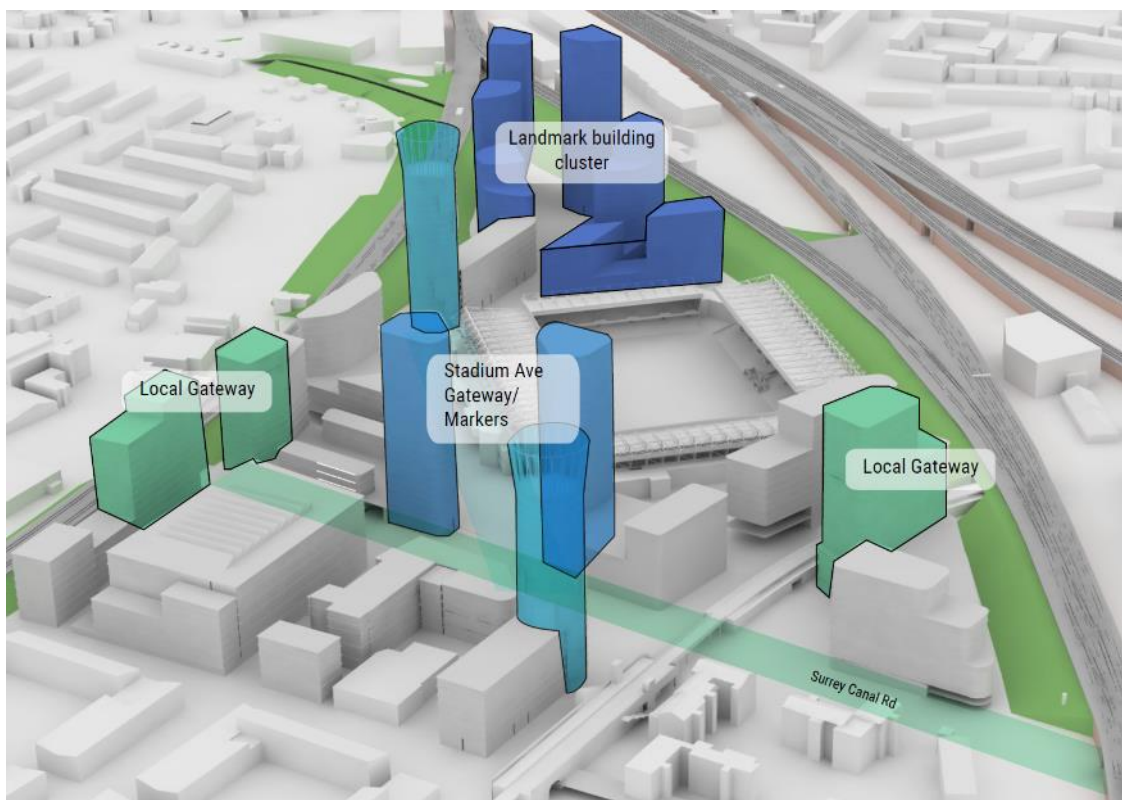 Landmark building
cluster
Local Gateway
Stadium Ave
Gateway/
Markers
Local Gateway
Surrey Canal Rd